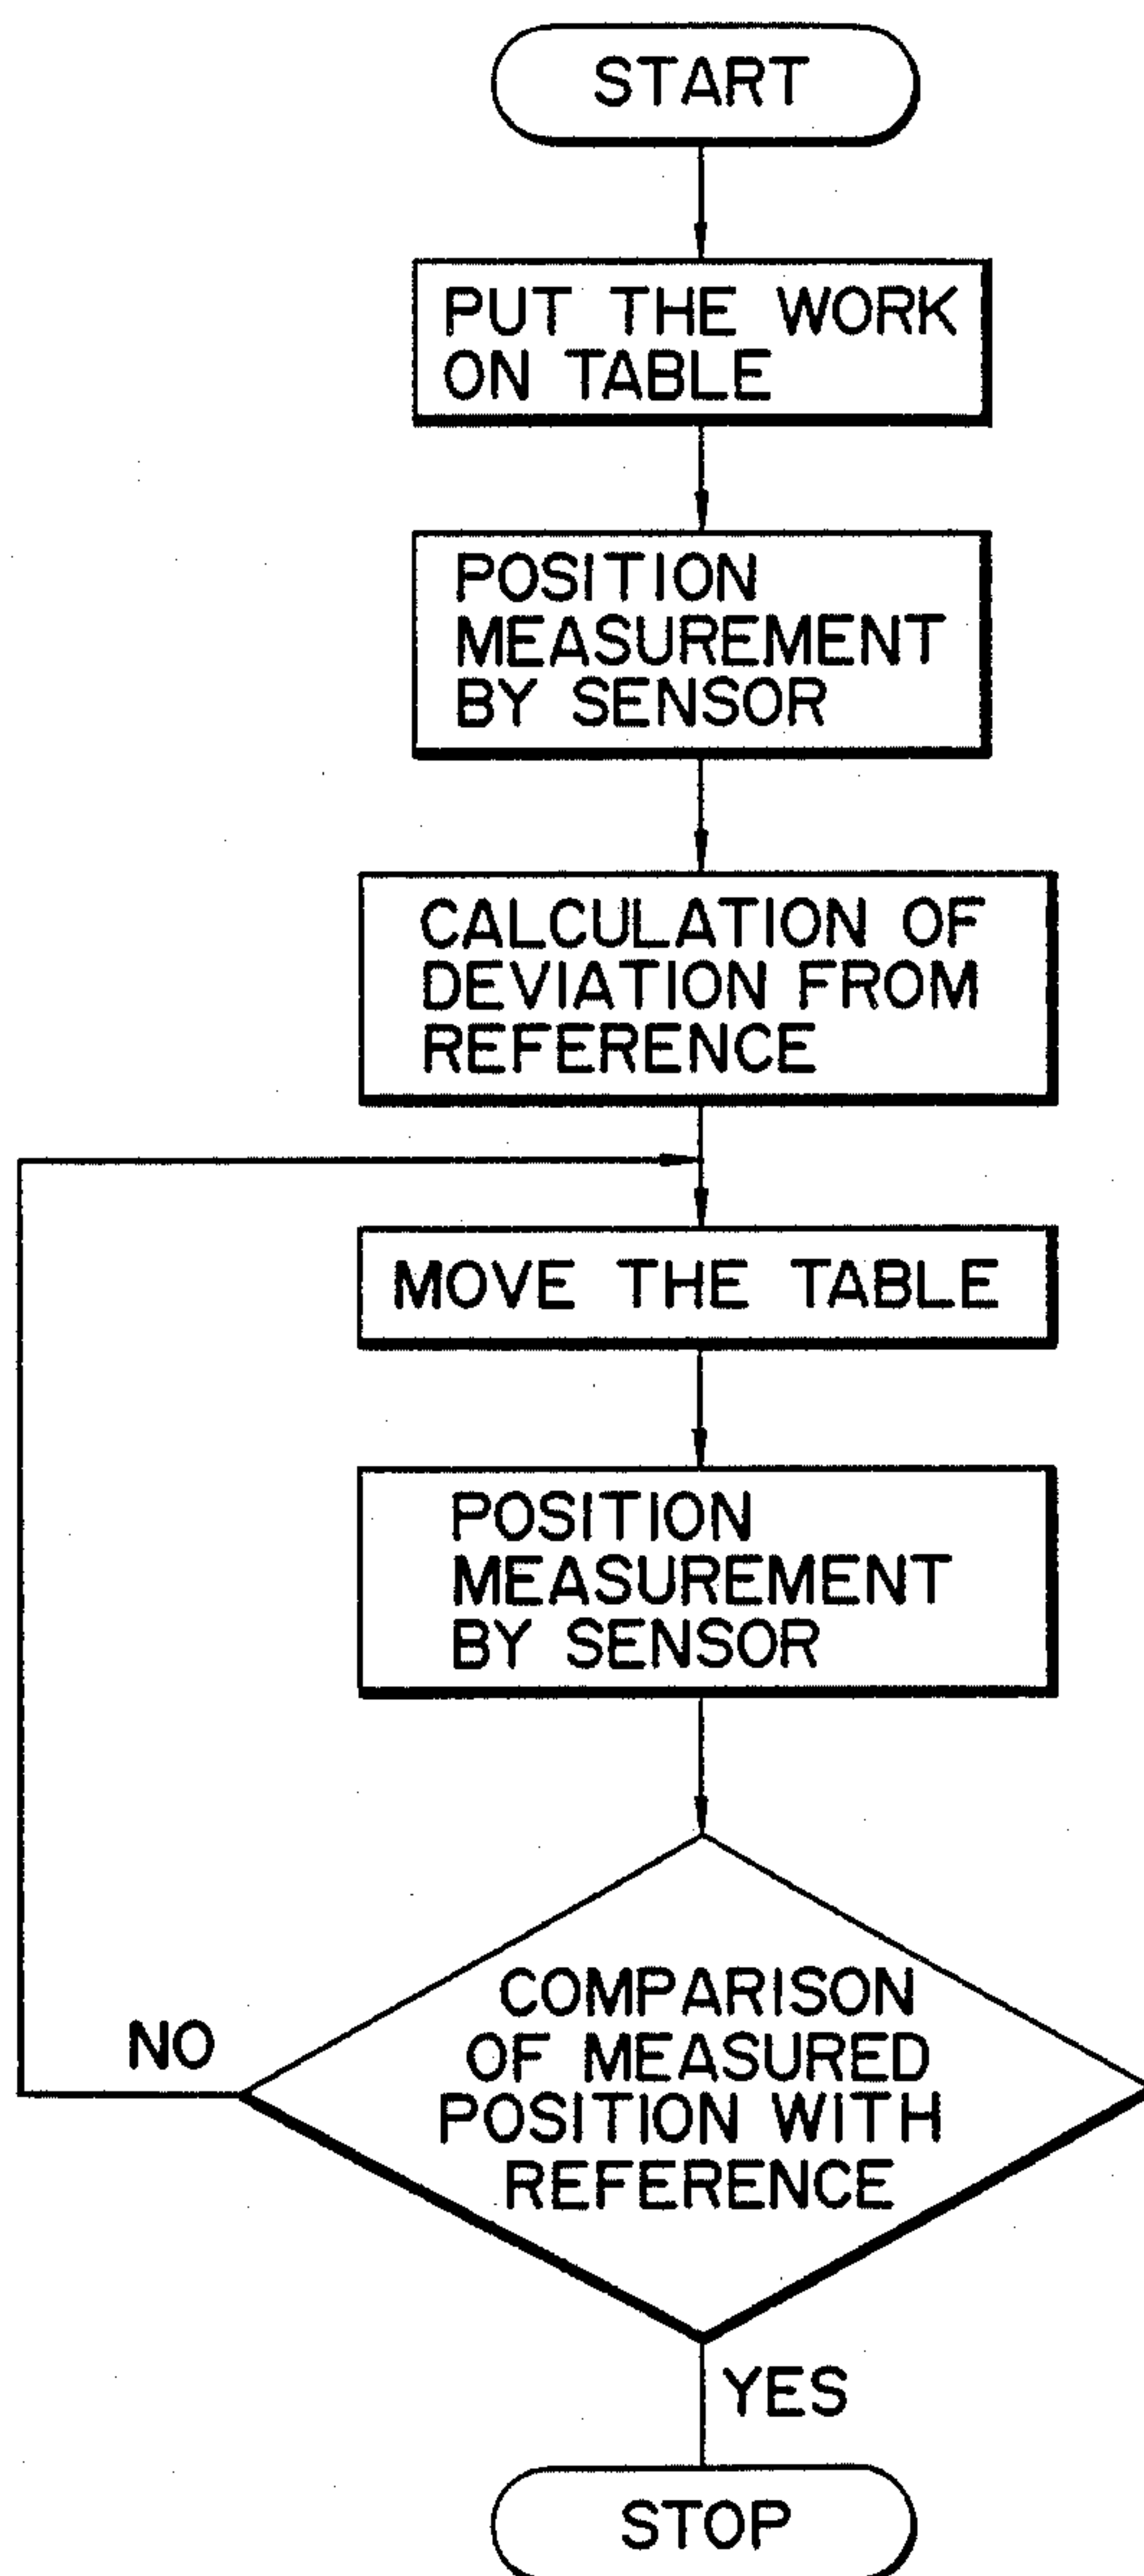 START
PUT THE WORK
ON TABLE
POSITION
MEASUREMENT
BY SENSOR
CALCULATION OF
DEVIATION FROM
REFERENCE
MOVE THE TABLE
POSITION
MEASUREMENT
BY SENSOR
COMPARISON
OF MEASURED
POSITION WITH
REFERENCE
NO
YES
STOP